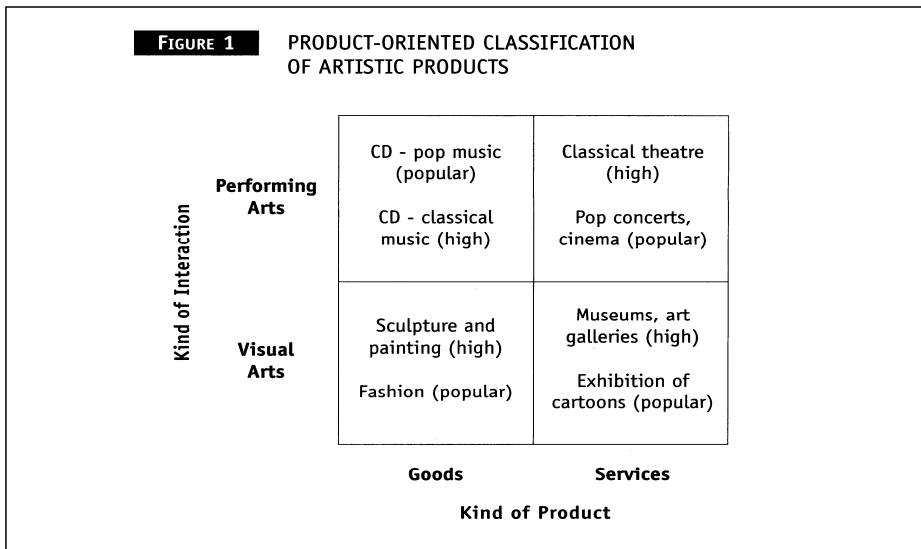 FIGURE 1
PRODUCT-ORIENTED CLASSIFICATION
OF ARTISTIC PRODUCTS
Kind of Interaction
Performing
Arts
CD - pop music
(popular)
CD - classical
music (high)
Classical theatre
(high)
Pop concerts,
cinema (popular)
Visual
Arts
Sculpture and
painting (high)
Fashion (popular)
Museums, art
galleries (high)
Exhibition of
cartoons (popular)
Goods
Services
Kind of Product